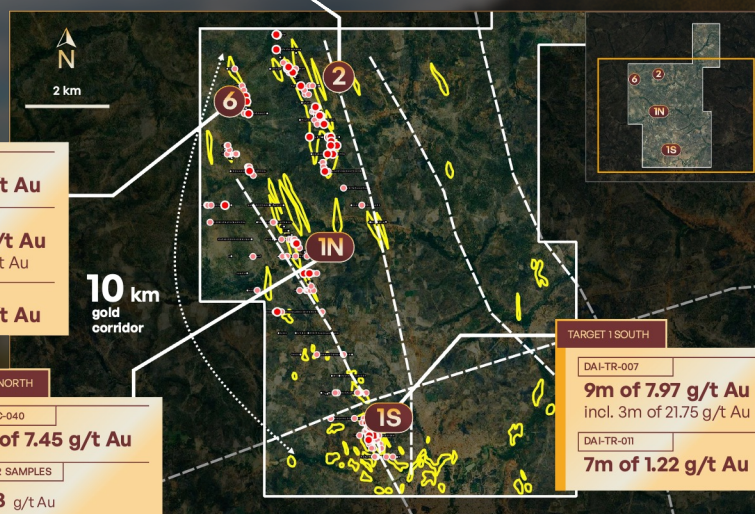 N
2 km
6
2
1N
1S
6
2
1N
1S
t Au
/t Au
t Au
t Au
10 km
gold
corridor
NORTH
C-040
of 7.45 g/t Au
SAMPLES
g/t Au
TARGET 1 SOUTH
DAI-TR-007
9m of 7.97 g/t Au
incl. 3m of 21.75 g/t Au
DAI-TR-011
7m of 1.22 g/t Au